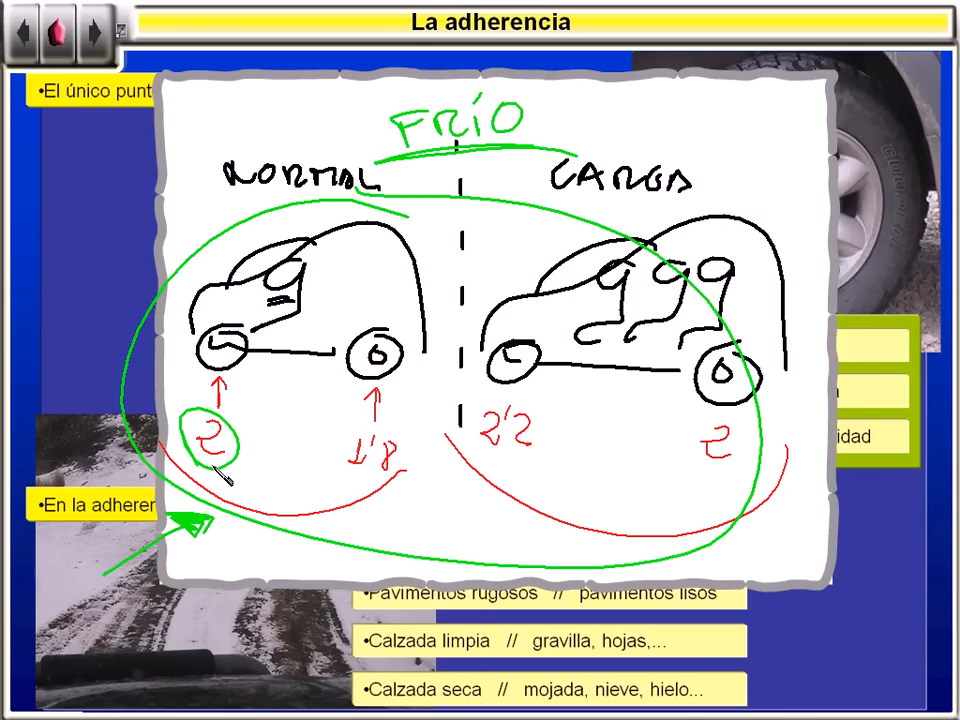 La adherencia
•El único punt
FRÍO
NORMAL
CARGA
2
1'8
2'2
2
a
idad
•En la adherer
•Pavimentos rugosos // pavimentos lisos
•Calzada limpia // gravilla, hojas,...
•Calzada seca // mojada, nieve, hielo...